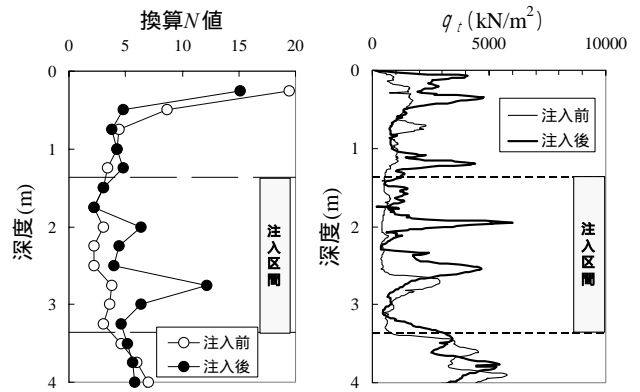 換算N値
0 5 10 15 20
0
1
2
3
4
深度(m)
注入区間
注入前
注入後
q t (kN/m²)
0 5000 10000
0
1
2
3
4
深度(m)
注入前
注入後
注入区間